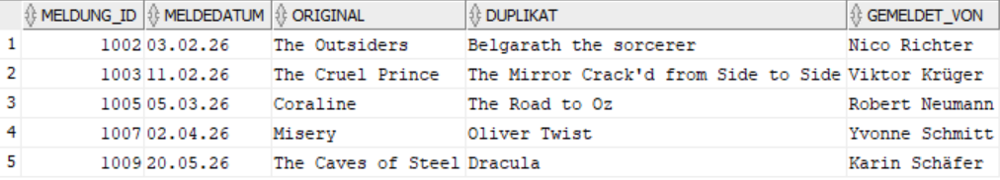 MELDUNG_ID MELDEDATUM ORIGINAL DUPLIKAT GEMELDET_VON
1 1002 03.02.26 The Outsiders Belgarath the sorcerer Nico Richter
2 1003 11.02.26 The Cruel Prince The Mirror Crack'd from Side to Side Viktor Krüger
3 1005 05.03.26 Coraline The Road to Oz Robert Neumann
4 1007 02.04.26 Misery Oliver Twist Yvonne Schmitt
5 1009 20.05.26 The Caves of Steel Dracula Karin Schäfer